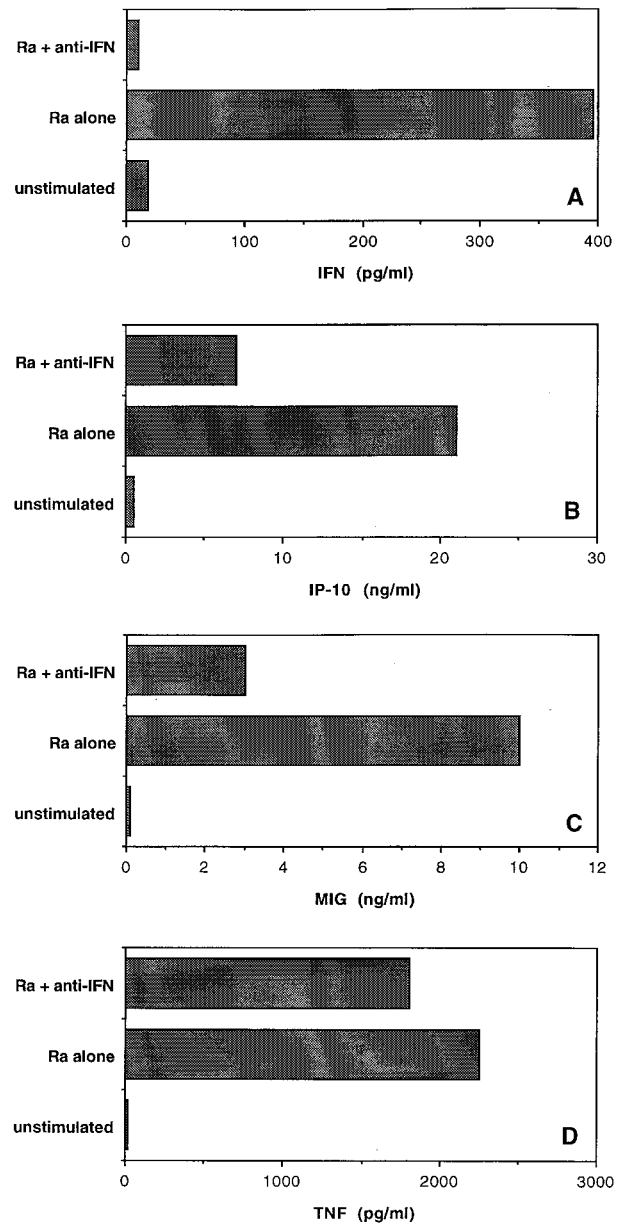 Ra + anti-IFN
Ra alone
unstimulated
A
0 100 200 300 400
IFN (pg/ml)
Ra + anti-IFN
Ra alone
unstimulated
B
0 10 20 30
IP-10 (ng/ml)
Ra + anti-IFN
Ra alone
unstimulated
C
0 2 4 6 8 10 12
MIG (ng/ml)
Ra + anti-IFN
Ra alone
unstimulated
D
0 1000 2000 3000
TNF (pg/ml)